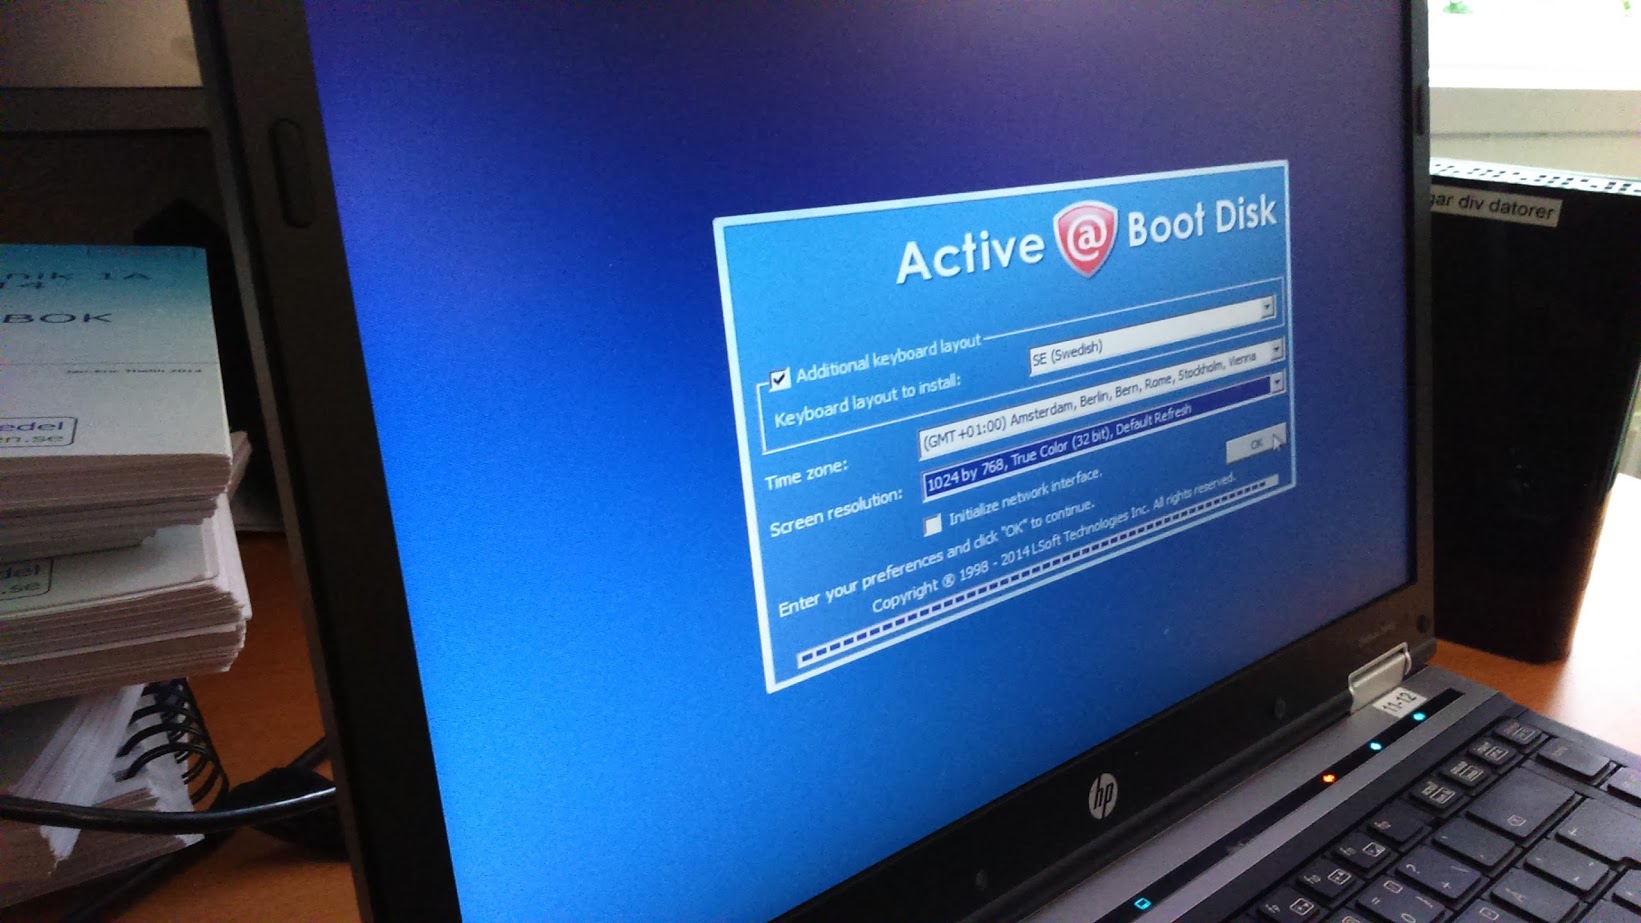 Active @ Boot Disk
Additional keyboard layout
Keyboard layout to install:
SE (Swedish)
Time zone:
(GMT+01:00) Amsterdam, Berlin, Bern, Rome, Stockholm, Vienna
Screen resolution:
1024 by 768, True Color (32 bit), Default Refresh
Initialize network interface.
OK
Enter your preferences and click "OK" to continue.
Copyright © 1998 - 2014 LSoft Technologies Inc. All rights reserved.
hp
11-12
gar div datorer
nik 1A
14
BOK
edel
en.se
del
.se